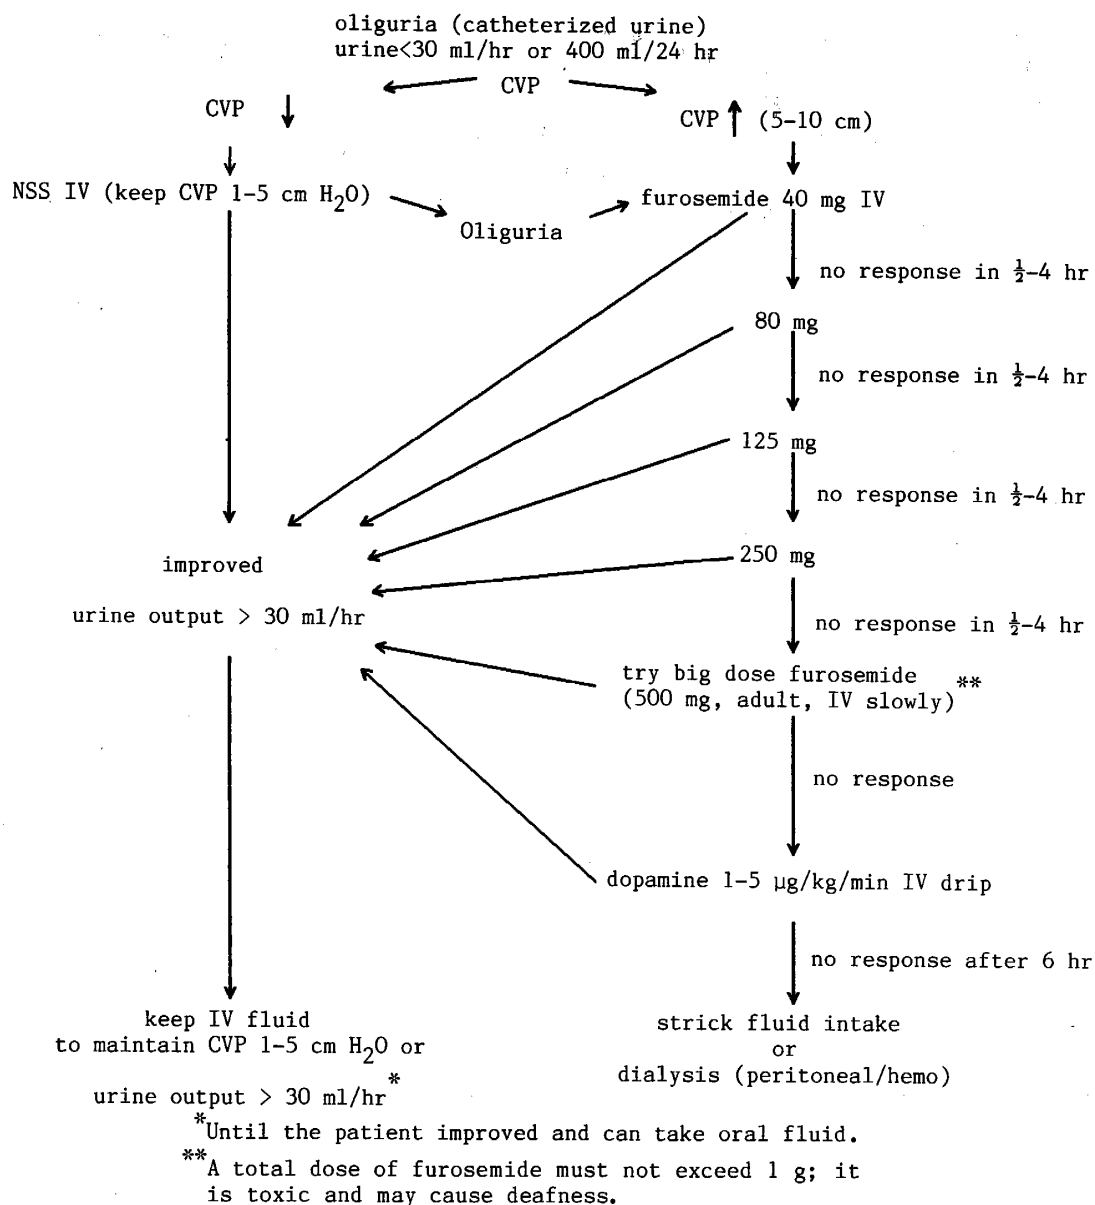 oliguria (catheterized urine)
urine<30 ml/hr or 400 ml/24 hr
CVP
CVP ↓
CVP ↑ (5-10 cm)
NSS IV (keep CVP 1-5 cm H₂O)
Oliguria
furosemide 40 mg IV
no response in ½-4 hr
80 mg
no response in ½-4 hr
125 mg
no response in ½-4 hr
250 mg
no response in ½-4 hr
improved
urine output > 30 ml/hr
try big dose furosemide
(500 mg, adult, IV slowly)**
no response
dopamine 1-5 µg/kg/min IV drip
no response after 6 hr
keep IV fluid
to maintain CVP 1-5 cm H₂O or
urine output > 30 ml/hr*
strick fluid intake
or
dialysis (peritoneal/hemo)
*Until the patient improved and can take oral fluid.
**A total dose of furosemide must not exceed 1 g; it
is toxic and may cause deafness.